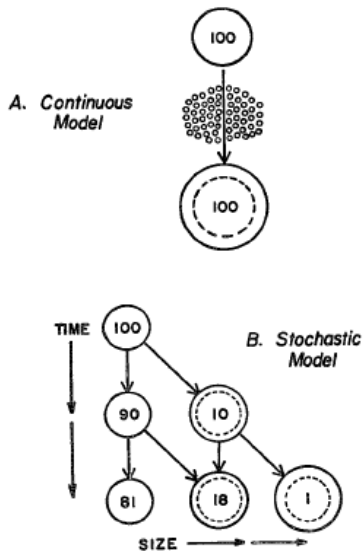 100
A. Continuous
Model
100
TIME
100
B. Stochastic
Model
90
10
81
18
1
SIZE